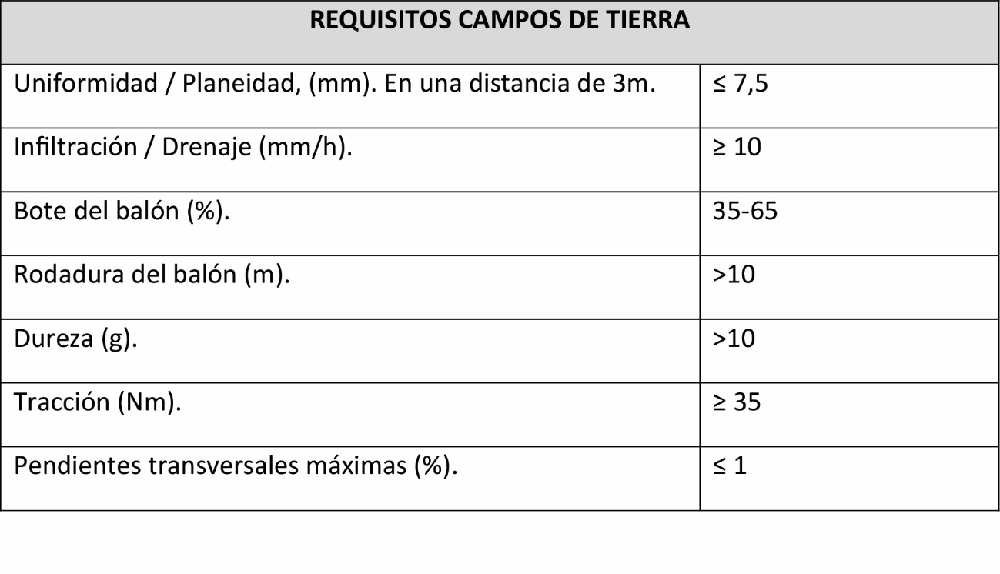 REQUISITOS CAMPOS DE TIERRA
Uniformidad / Planeidad, (mm). En una distancia de 3m. ≤ 7,5
Infiltración / Drenaje (mm/h). ≥ 10
Bote del balón (%). 35-65
Rodadura del balón (m). >10
Dureza (g). >10
Tracción (Nm). ≥ 35
Pendientes transversales máximas (%). ≤ 1